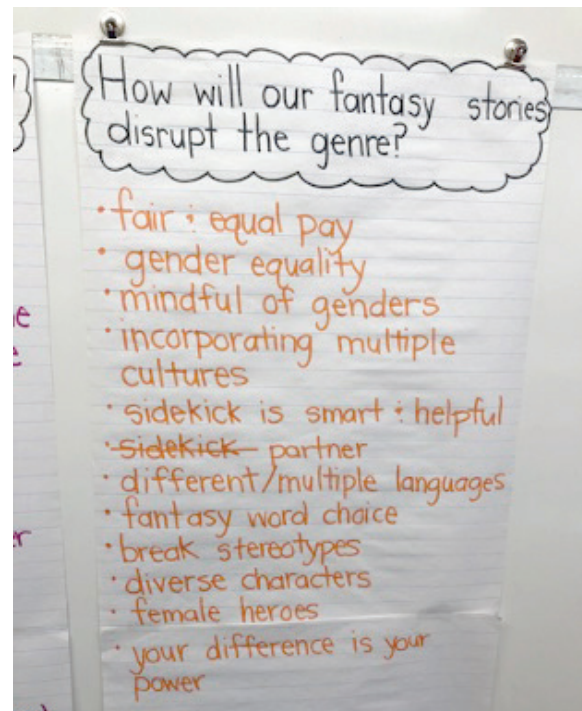 How will our fantasy stories
disrupt the genre?
• fair & equal pay
• gender equality
• mindful of genders
• incorporating multiple
cultures
• sidekick is smart & helpful
• ~~sidekick~~ partner
• different/multiple languages
• fantasy word choice
• break stereotypes
• diverse characters
• female heroes
• your difference is your
power